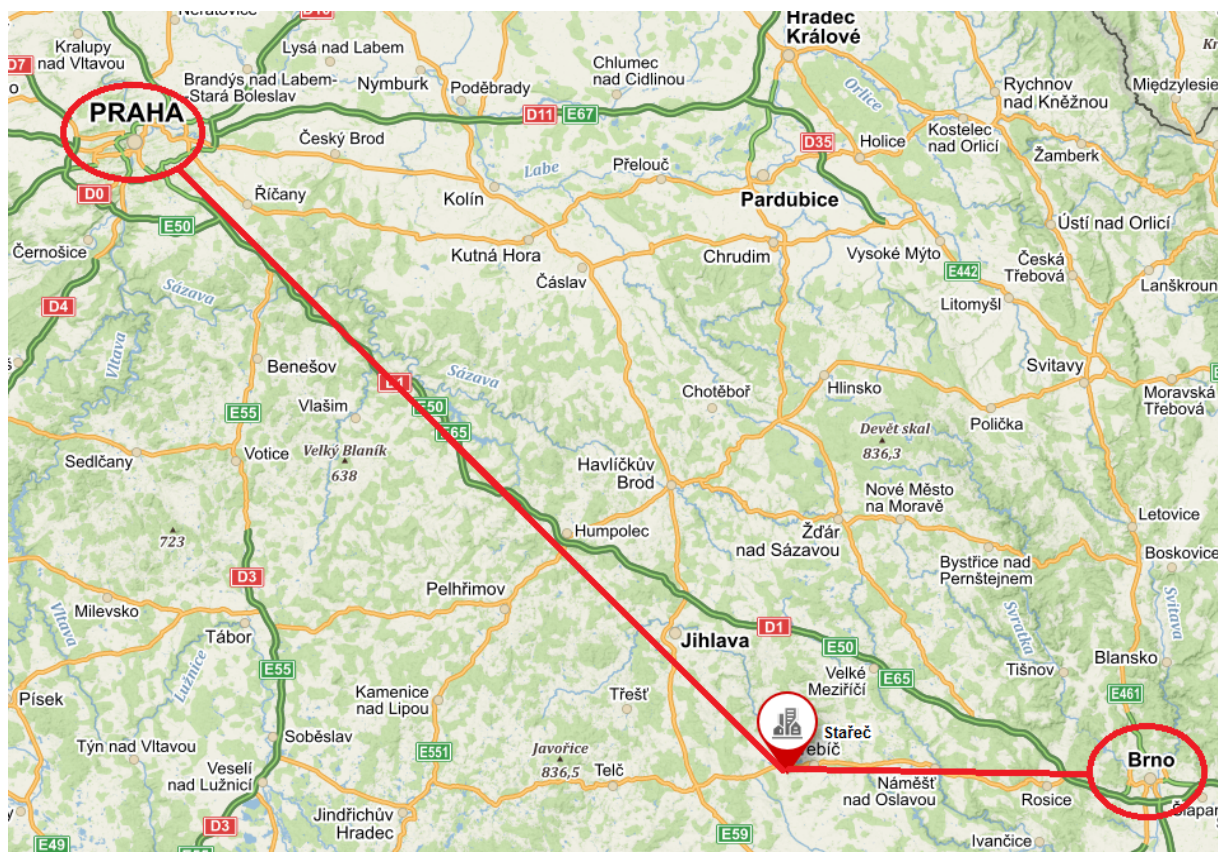 Neratovice
D10
Hradec
Králové
Kralupy
nad Vltavou
Lysá nad Labem
D7
Brandýs nad Labem-
Stará Boleslav
Nymburk
Poděbrady
Chlumec
nad Cidlinou
Orlice
Rychnov
nad Kněžnou
Międzylesie
PRAHA
D11
E67
Kostelec
nad Orlicí
Český Brod
D35
Holice
Žamberk
Labe
Přelouč
D0
Říčany
Kolín
Pardubice
E50
Ústí nad Orlicí
Černošice
Kutná Hora
Chrudim
Vysoké Mýto
Čáslav
E442
Česká
Třebová
Lanškroun
Sázava
D4
Litomyšl
Vltava
Benešov
Svitavy
Sázava
D1
Hlinsko
Chotěboř
Moravská
Třebová
Vlašim
E50
E55
E65
Polička
Devět skal
836,3
Velký Blaník
638
Sedlčany
Votice
Havlíčkův
Brod
Nové Město
na Moravě
723
Humpolec
Žďár
nad Sázavou
Letovice
Bystřice nad
Pernštejnem
Boskovice
D3
Pelhřimov
Milevsko
Vltava
Svratka
Svitava
Tábor
Jihlava
D1
E50
Lužnice
E55
Velké
Meziříčí
E65
Tišnov
Blansko
Písek
Kamenice
nad Lipou
Třešť
E461
Týn nad Vltavou
Soběslav
Stařeč
E551
Javořice
836,5
Brno
Veselí
nad Lužnicí
Telč
Náměšť
nad Oslavou
Rosice
Jindřichův
Hradec
D3
E59
E49
Ivančice